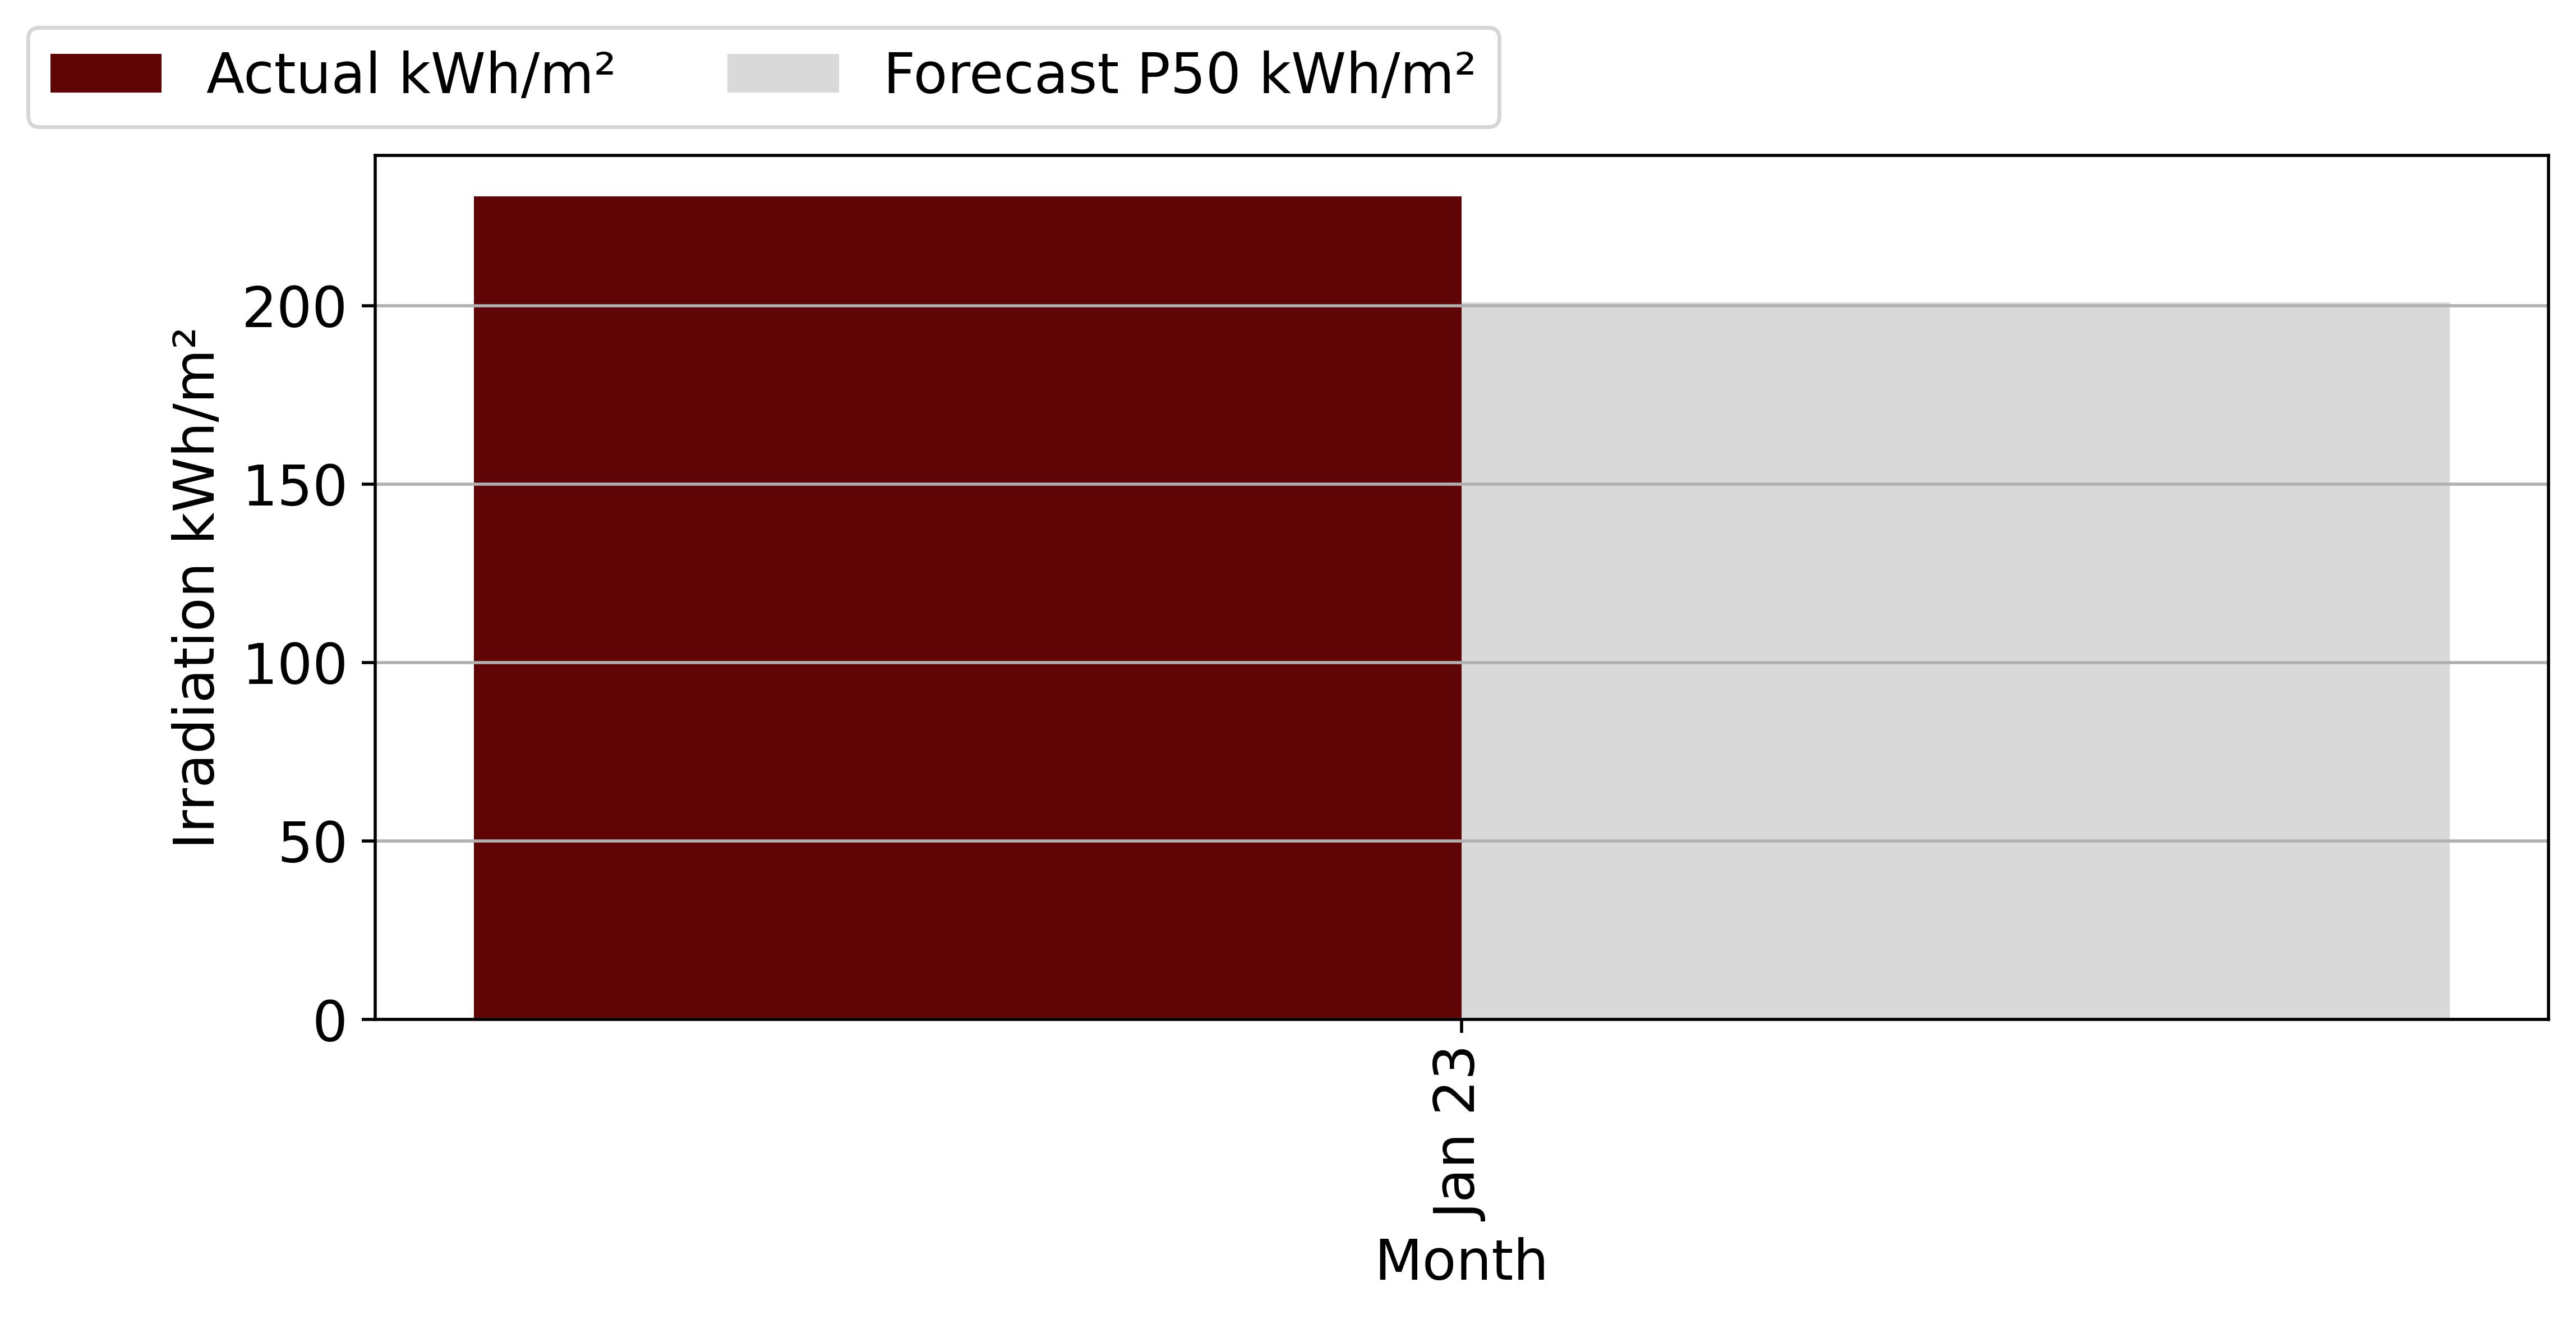 Actual kWh/m² Forecast P50 kWh/m²
Irradiation kWh/m²
200
150
100
50
0
Jan 23
Month